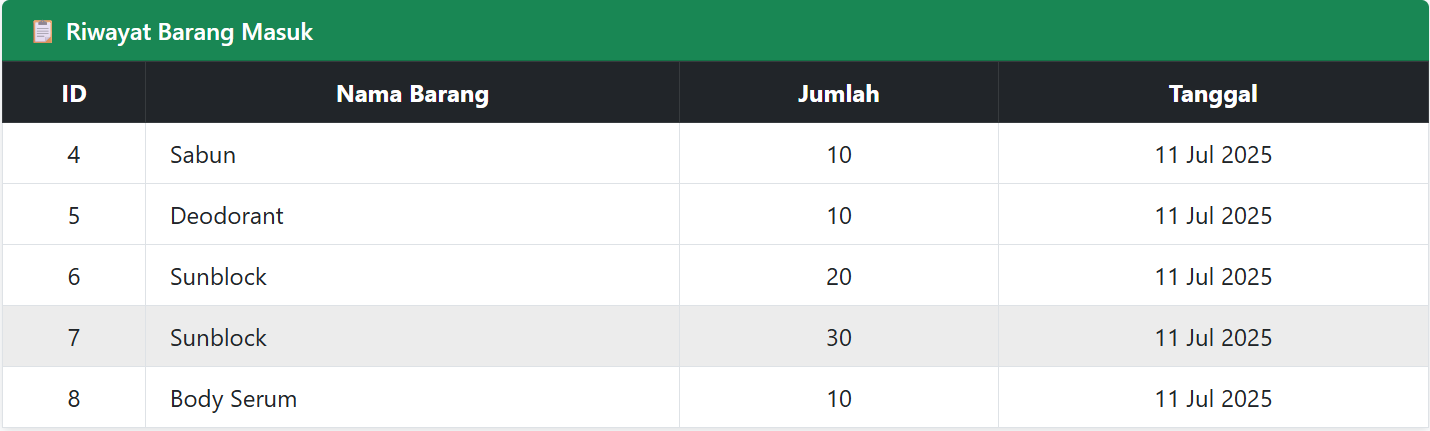 Riwayat Barang Masuk
ID Nama Barang Jumlah Tanggal
4 Sabun 10 11 Jul 2025
5 Deodorant 10 11 Jul 2025
6 Sunblock 20 11 Jul 2025
7 Sunblock 30 11 Jul 2025
8 Body Serum 10 11 Jul 2025